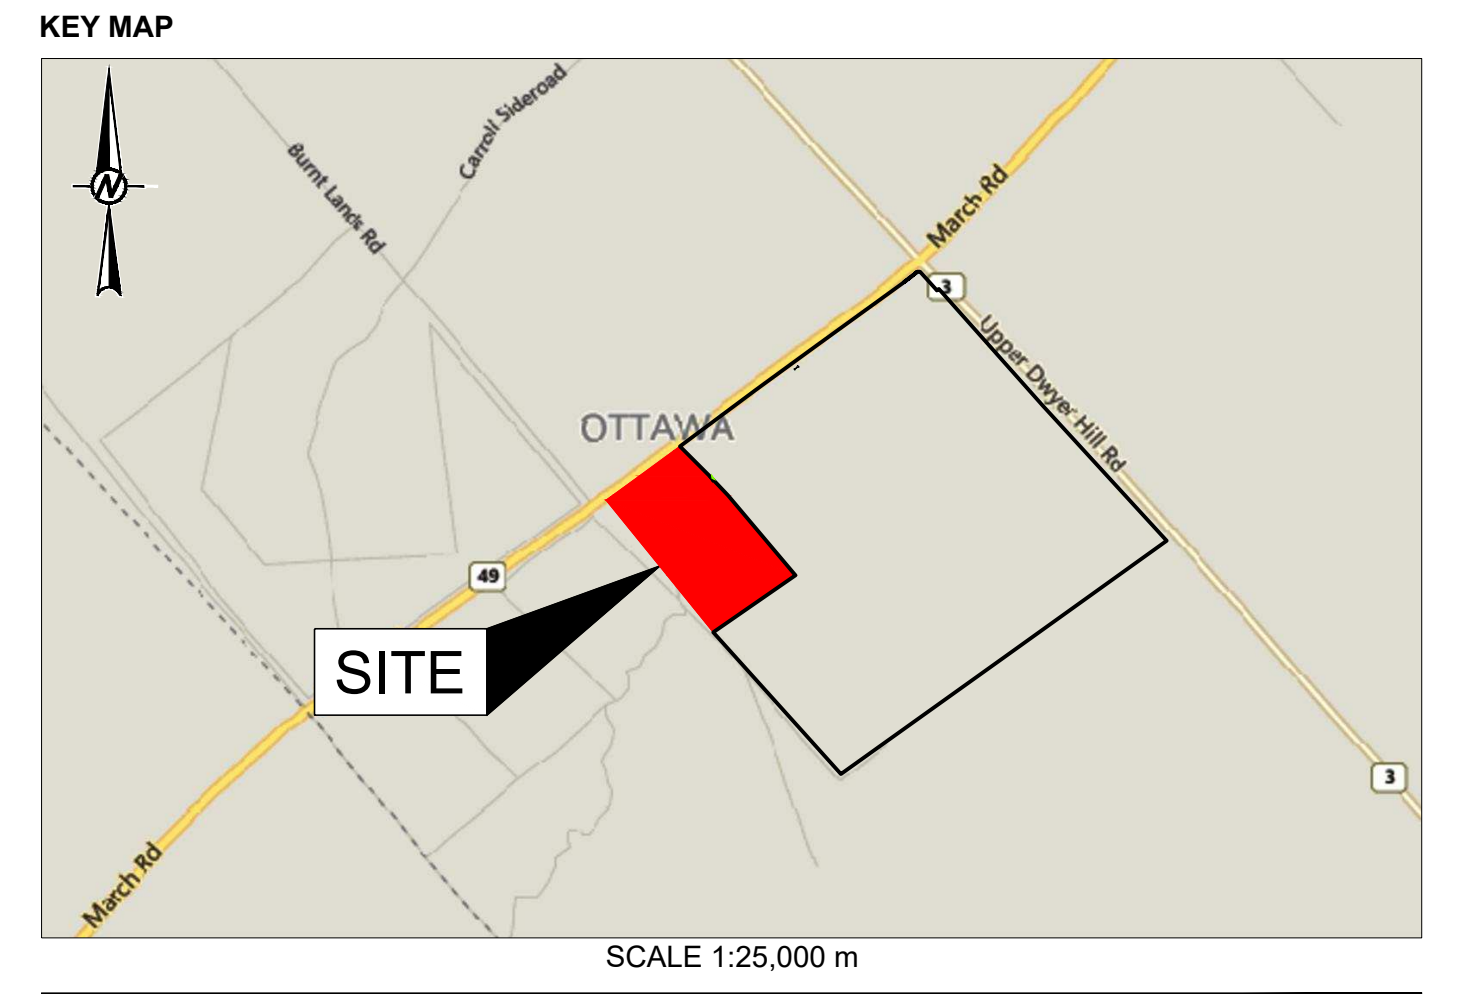 KEY MAP
Carroll Sideroad
Burnt Lands Rd
N
March Rd
3
Upper Dwyer Hill Rd
OTTAWA
49
SITE
3
March Rd
SCALE 1:25,000 m